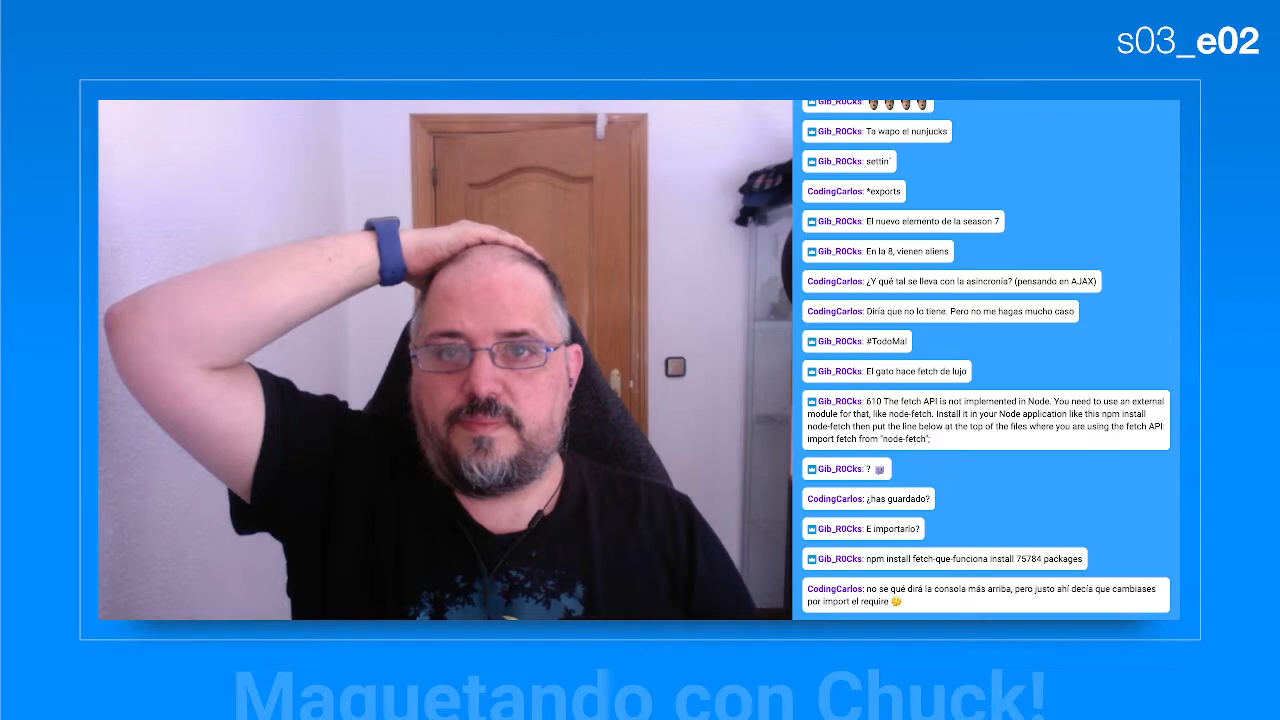 s03_e02
Gib_R0Cks:
Gib_R0Cks: Ta wapo el nunjucks
Gib_R0Cks: settin`
CodingCarlos: *exports
Gib_R0Cks: El nuevo elemento de la season 7
Gib_R0Cks: En la 8, vienen aliens
CodingCarlos: ¿Y qué tal se lleva con la asincronía? (pensando en AJAX)
CodingCarlos: Diría que no lo tiene. Pero no me hagas mucho caso
Gib_R0Cks: #TodoMal
Gib_R0Cks: El gato hace fetch de lujo
Gib_R0Cks: 610 The fetch API is not implemented in Node. You need to use an external
module for that, like node-fetch. Install it in your Node application like this npm install
node-fetch then put the line below at the top of the files where you are using the fetch API:
import fetch from "node-fetch";
Gib_R0Cks: ?
CodingCarlos: ¿has guardado?
Gib_R0Cks: E importarlo?
Gib_R0Cks: npm install fetch-que-funciona install 75784 packages
CodingCarlos: no se qué dirá la consola más arriba, pero justo ahí decía que cambiases
por import el require 🤔
Maquetando con Chuck!